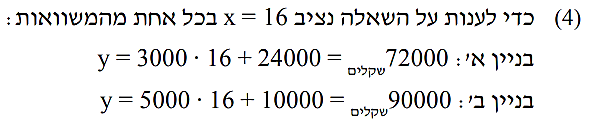 (4) כדי לענות על השאלה נציב x = 16 בכל אחת מהמשוואות :
בניין א' : y = 3000 · 16 + 24000 = 72000 שקלים
בניין ב' : y = 5000 · 16 + 10000 = 90000 שקלים